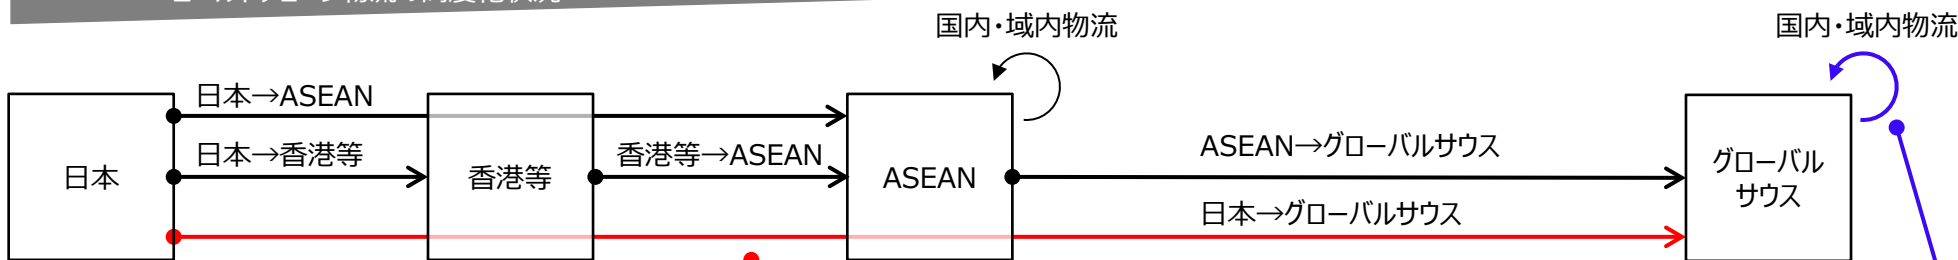 国内・域内物流
国内・域内物流
日本→ASEAN
日本→香港等
香港等→ASEAN
ASEAN→グローバルサウス
日本→グローバルサウス
日本
香港等
ASEAN
グローバル
サウス